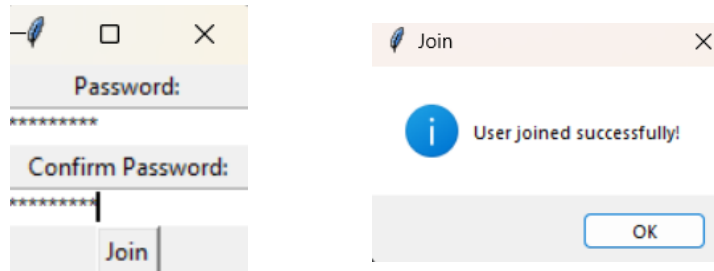 Password:
*********
Confirm Password:
*********
Join
Join
User joined successfully!
OK